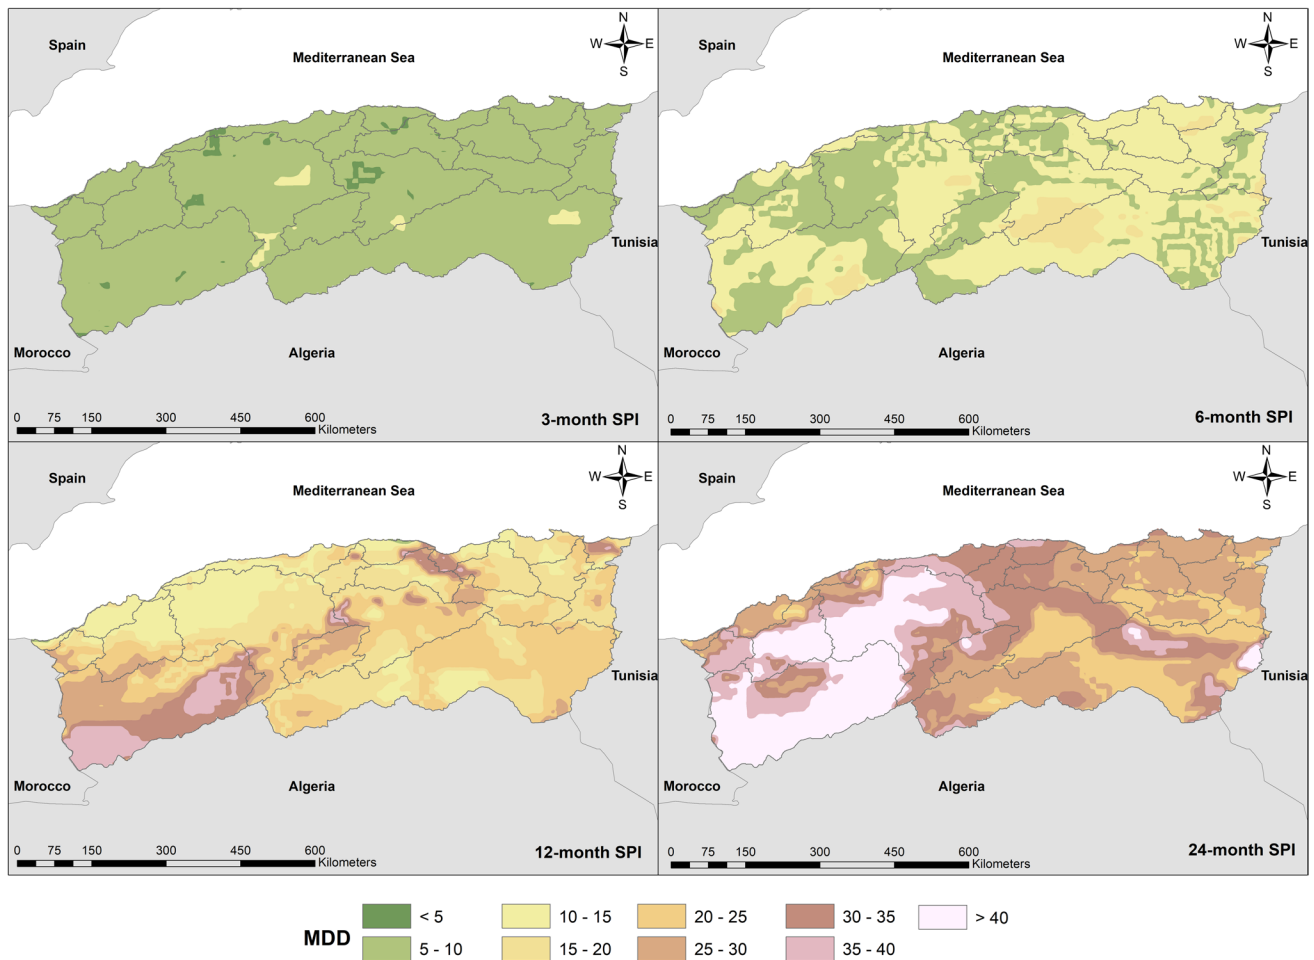 Spain
Mediterranean Sea
N
W E
S
Tunisia
Morocco
Algeria
0 75 150 300 450 600
Kilometers
3-month SPI
Spain
Mediterranean Sea
N
W E
S
Tunisia
Morocco
Algeria
0 75 150 300 450 600
Kilometers
6-month SPI
Spain
Mediterranean Sea
N
W E
S
Tunisia
Morocco
Algeria
0 75 150 300 450 600
Kilometers
12-month SPI
Spain
Mediterranean Sea
N
W E
S
Tunisia
Morocco
Algeria
0 75 150 300 450 600
Kilometers
24-month SPI
MDD
< 5
5 - 10
10 - 15
15 - 20
20 - 25
25 - 30
30 - 35
35 - 40
> 40